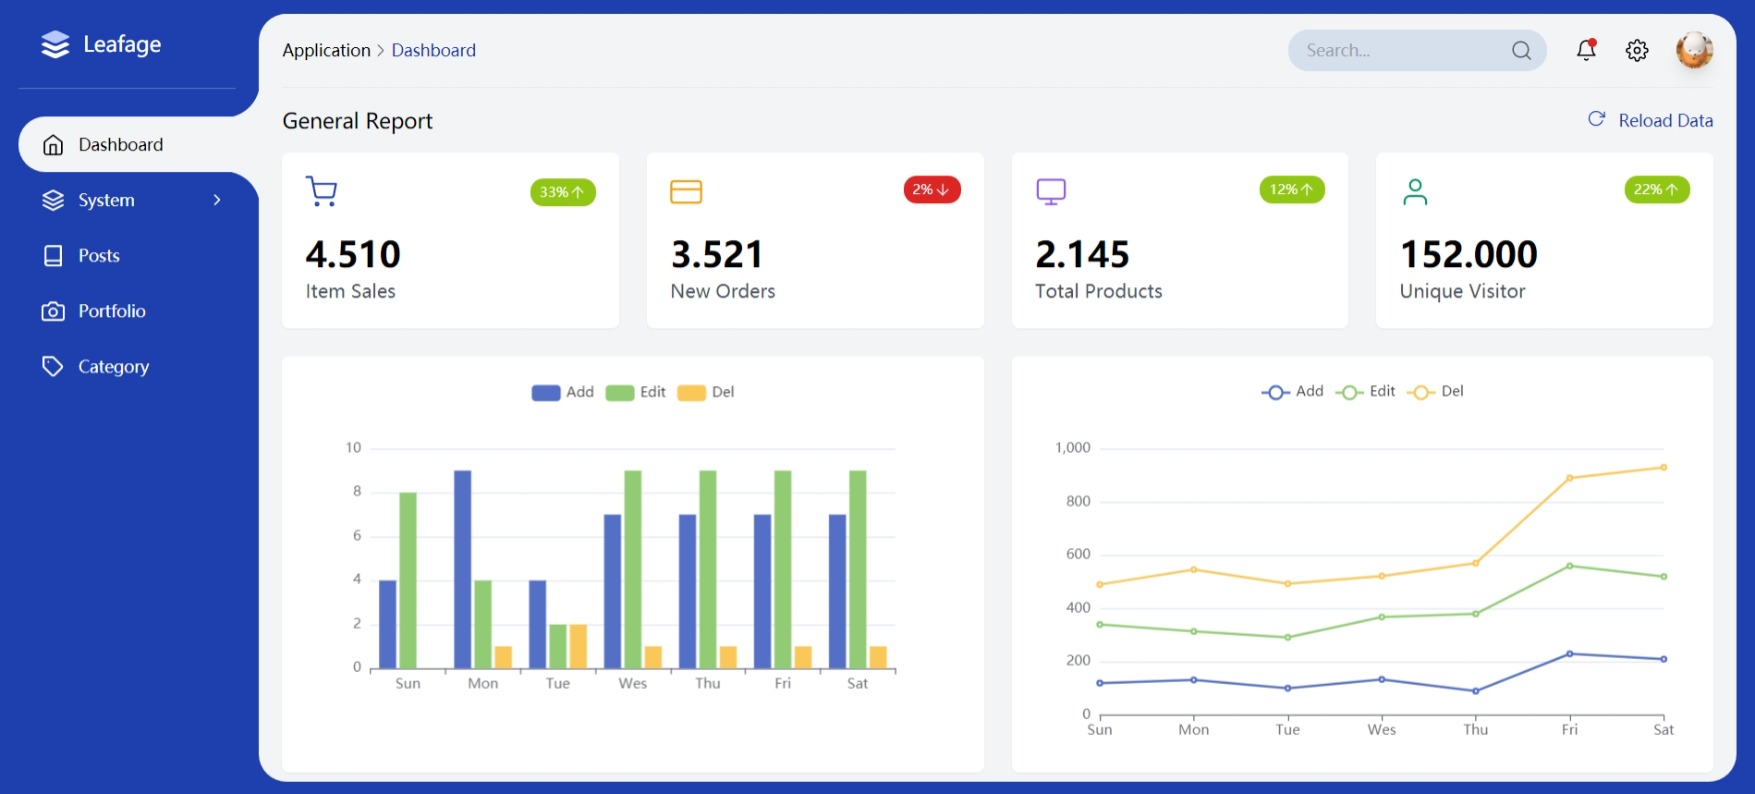 Leafage
Application > Dashboard
Search...
General Report
Reload Data
Dashboard
System
Posts
Portfolio
Category
33%↑
4.510
Item Sales
2%↓
3.521
New Orders
12%↑
2.145
Total Products
22%↑
152.000
Unique Visitor
Add Edit Del
10
8
6
4
2
0
Sun Mon Tue Wes Thu Fri Sat
Add Edit Del
1,000
800
600
400
200
0
Sun Mon Tue Wes Thu Fri Sat